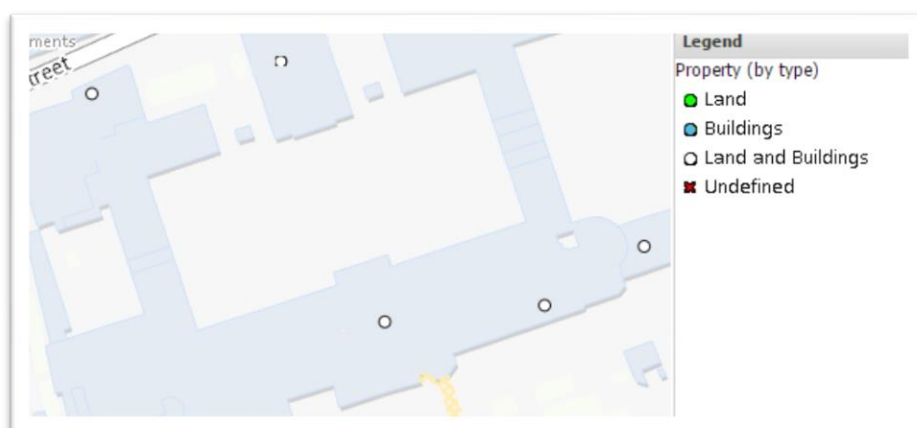 ments
treet
Legend
Property (by type)
Land
Buildings
Land and Buildings
Undefined